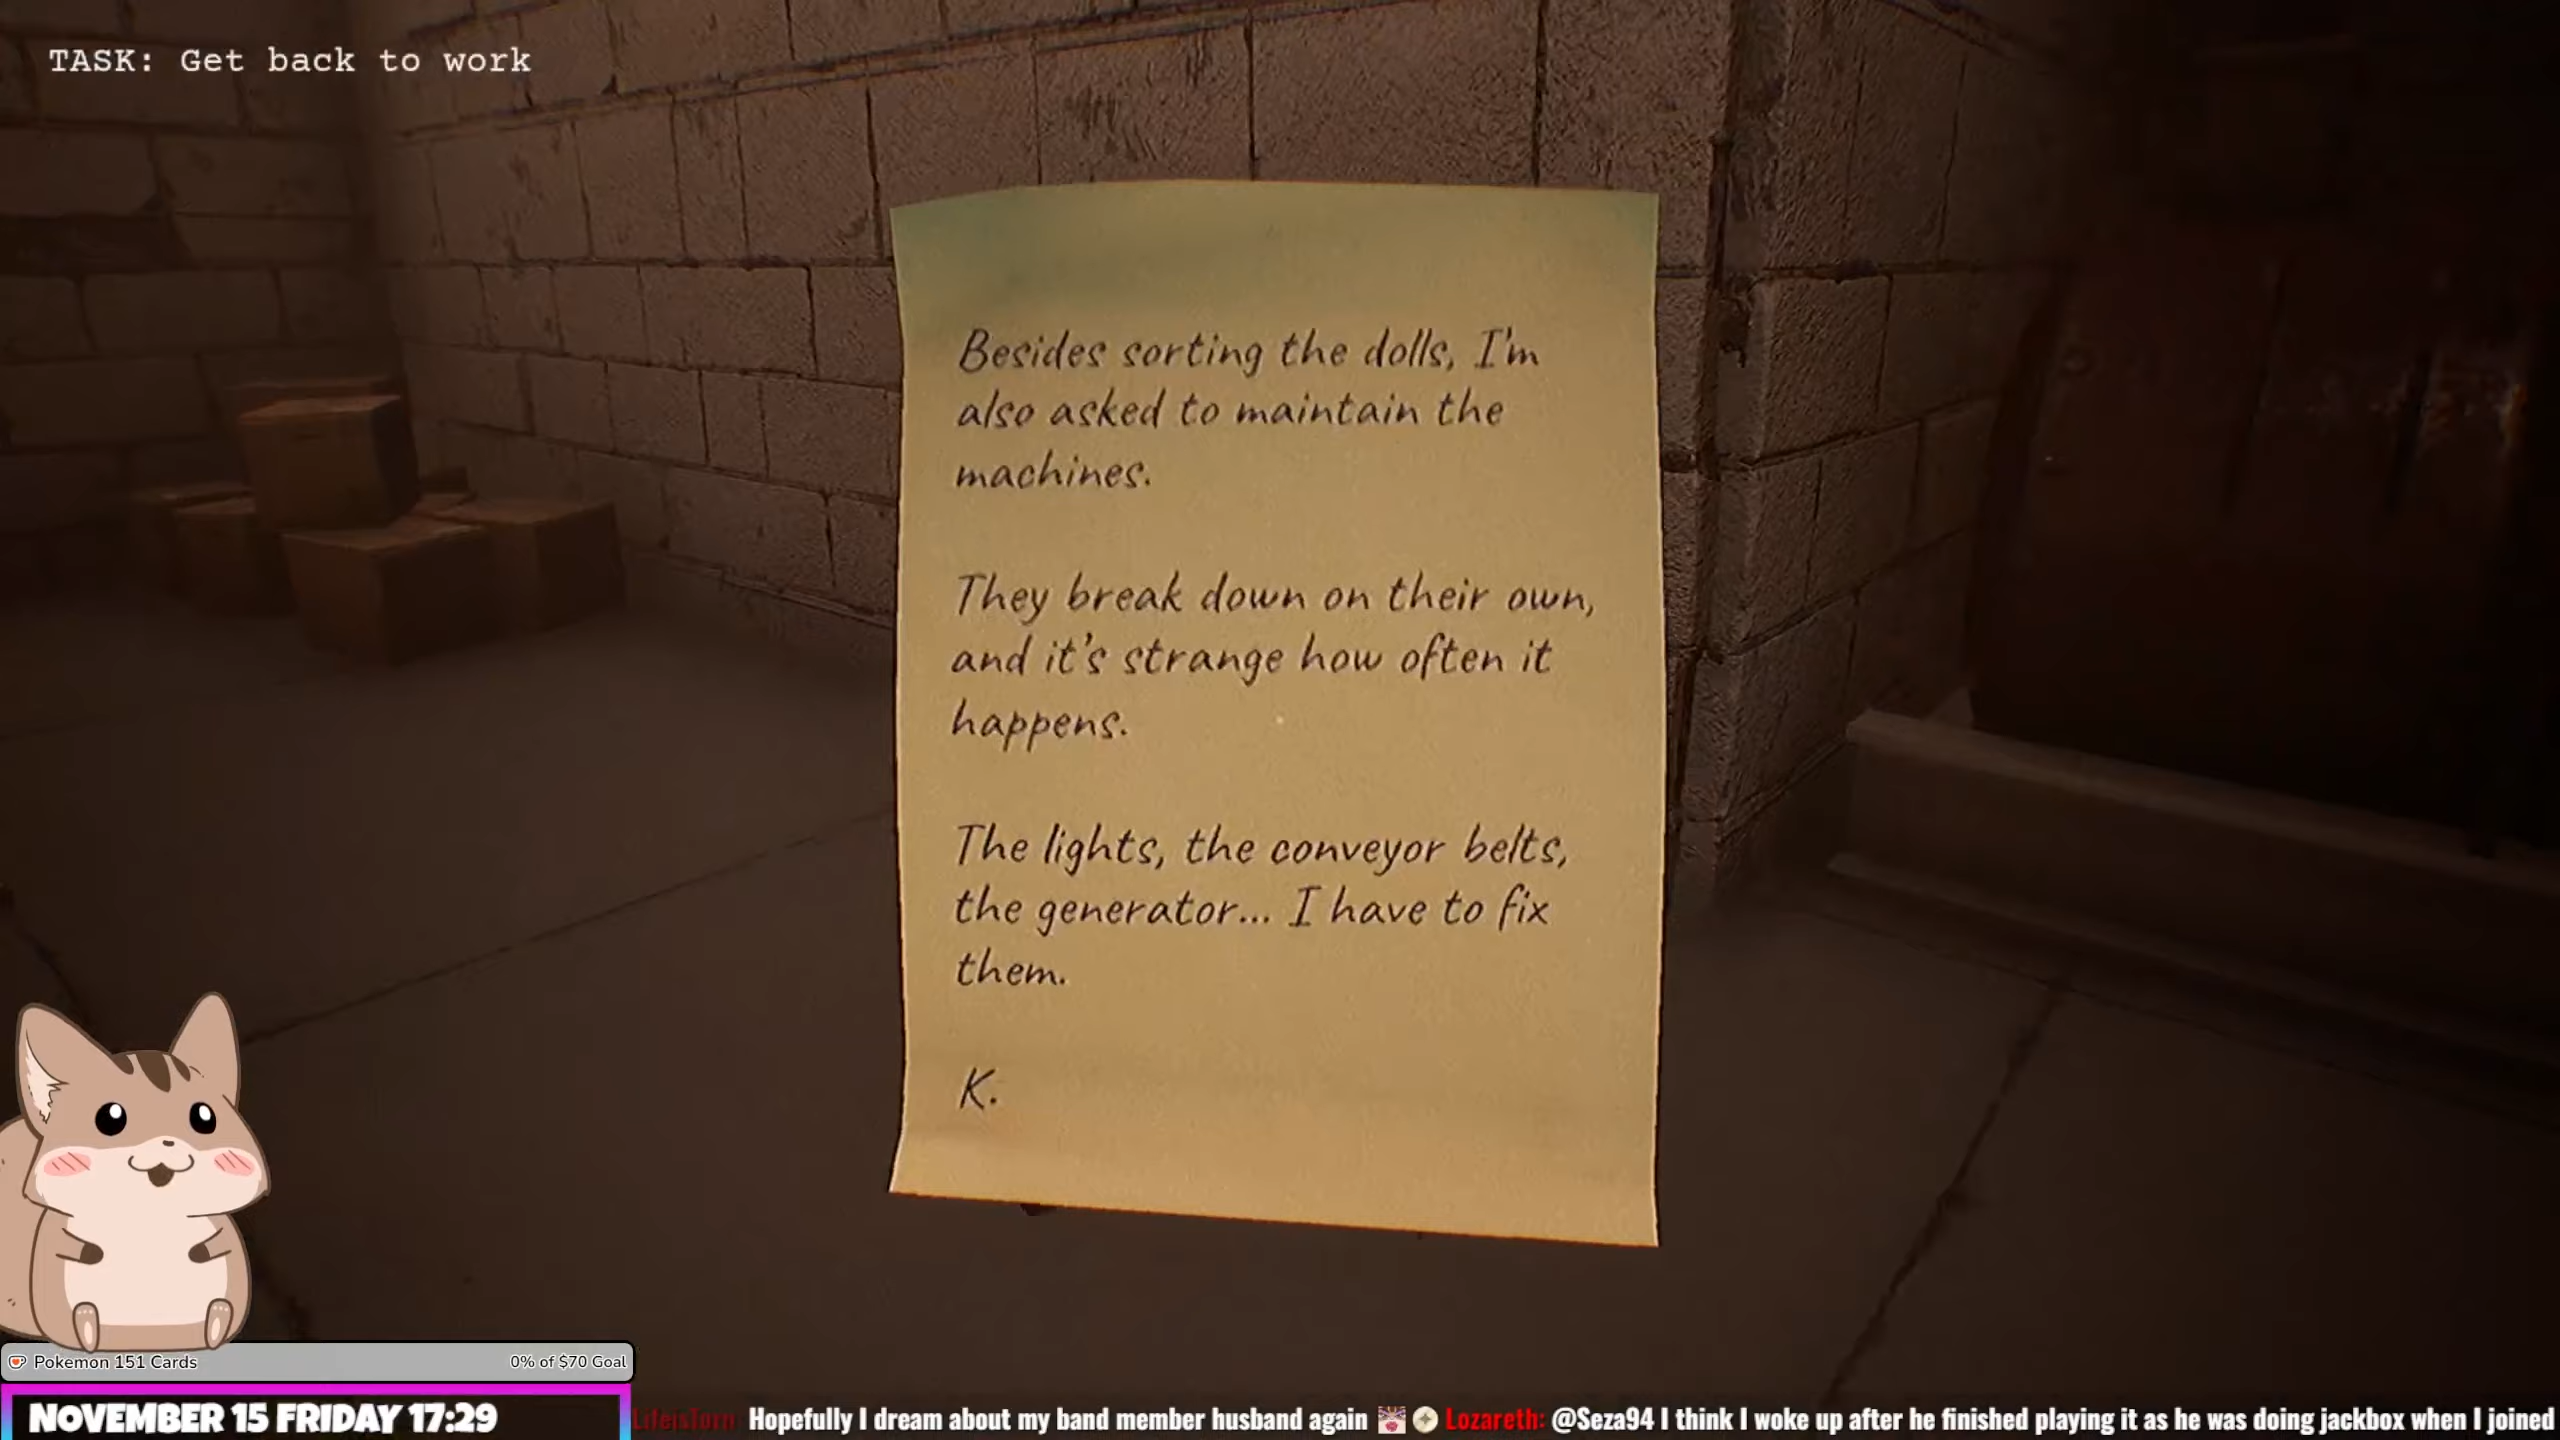 TASK: Get back to work
Besides sorting the dolls, I'm
also asked to maintain the
machines.
They break down on their own,
and it's strange how often it
happens.
The lights, the conveyor belts,
the generator... I have to fix
them.
K.
Pokemon 151 Cards
0% of $70 Goal
NOVEMBER 15 FRIDAY 17:29
Hopefully I dream about my band member husband again Lozareth: @Seza94 I think I woke up after he finished playing it as he was doing jackbox when I joined